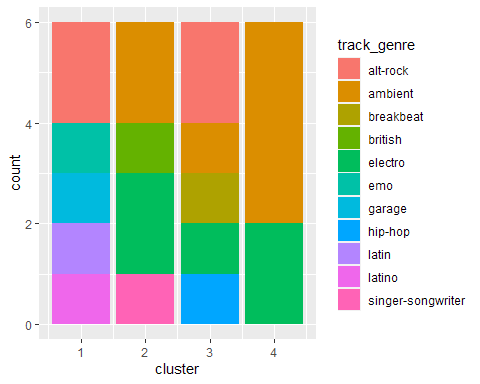 6
4
2
0
count
1 2 3 4
cluster
track_genre
alt-rock
ambient
breakbeat
british
electro
emo
garage
hip-hop
latin
latino
singer-songwriter